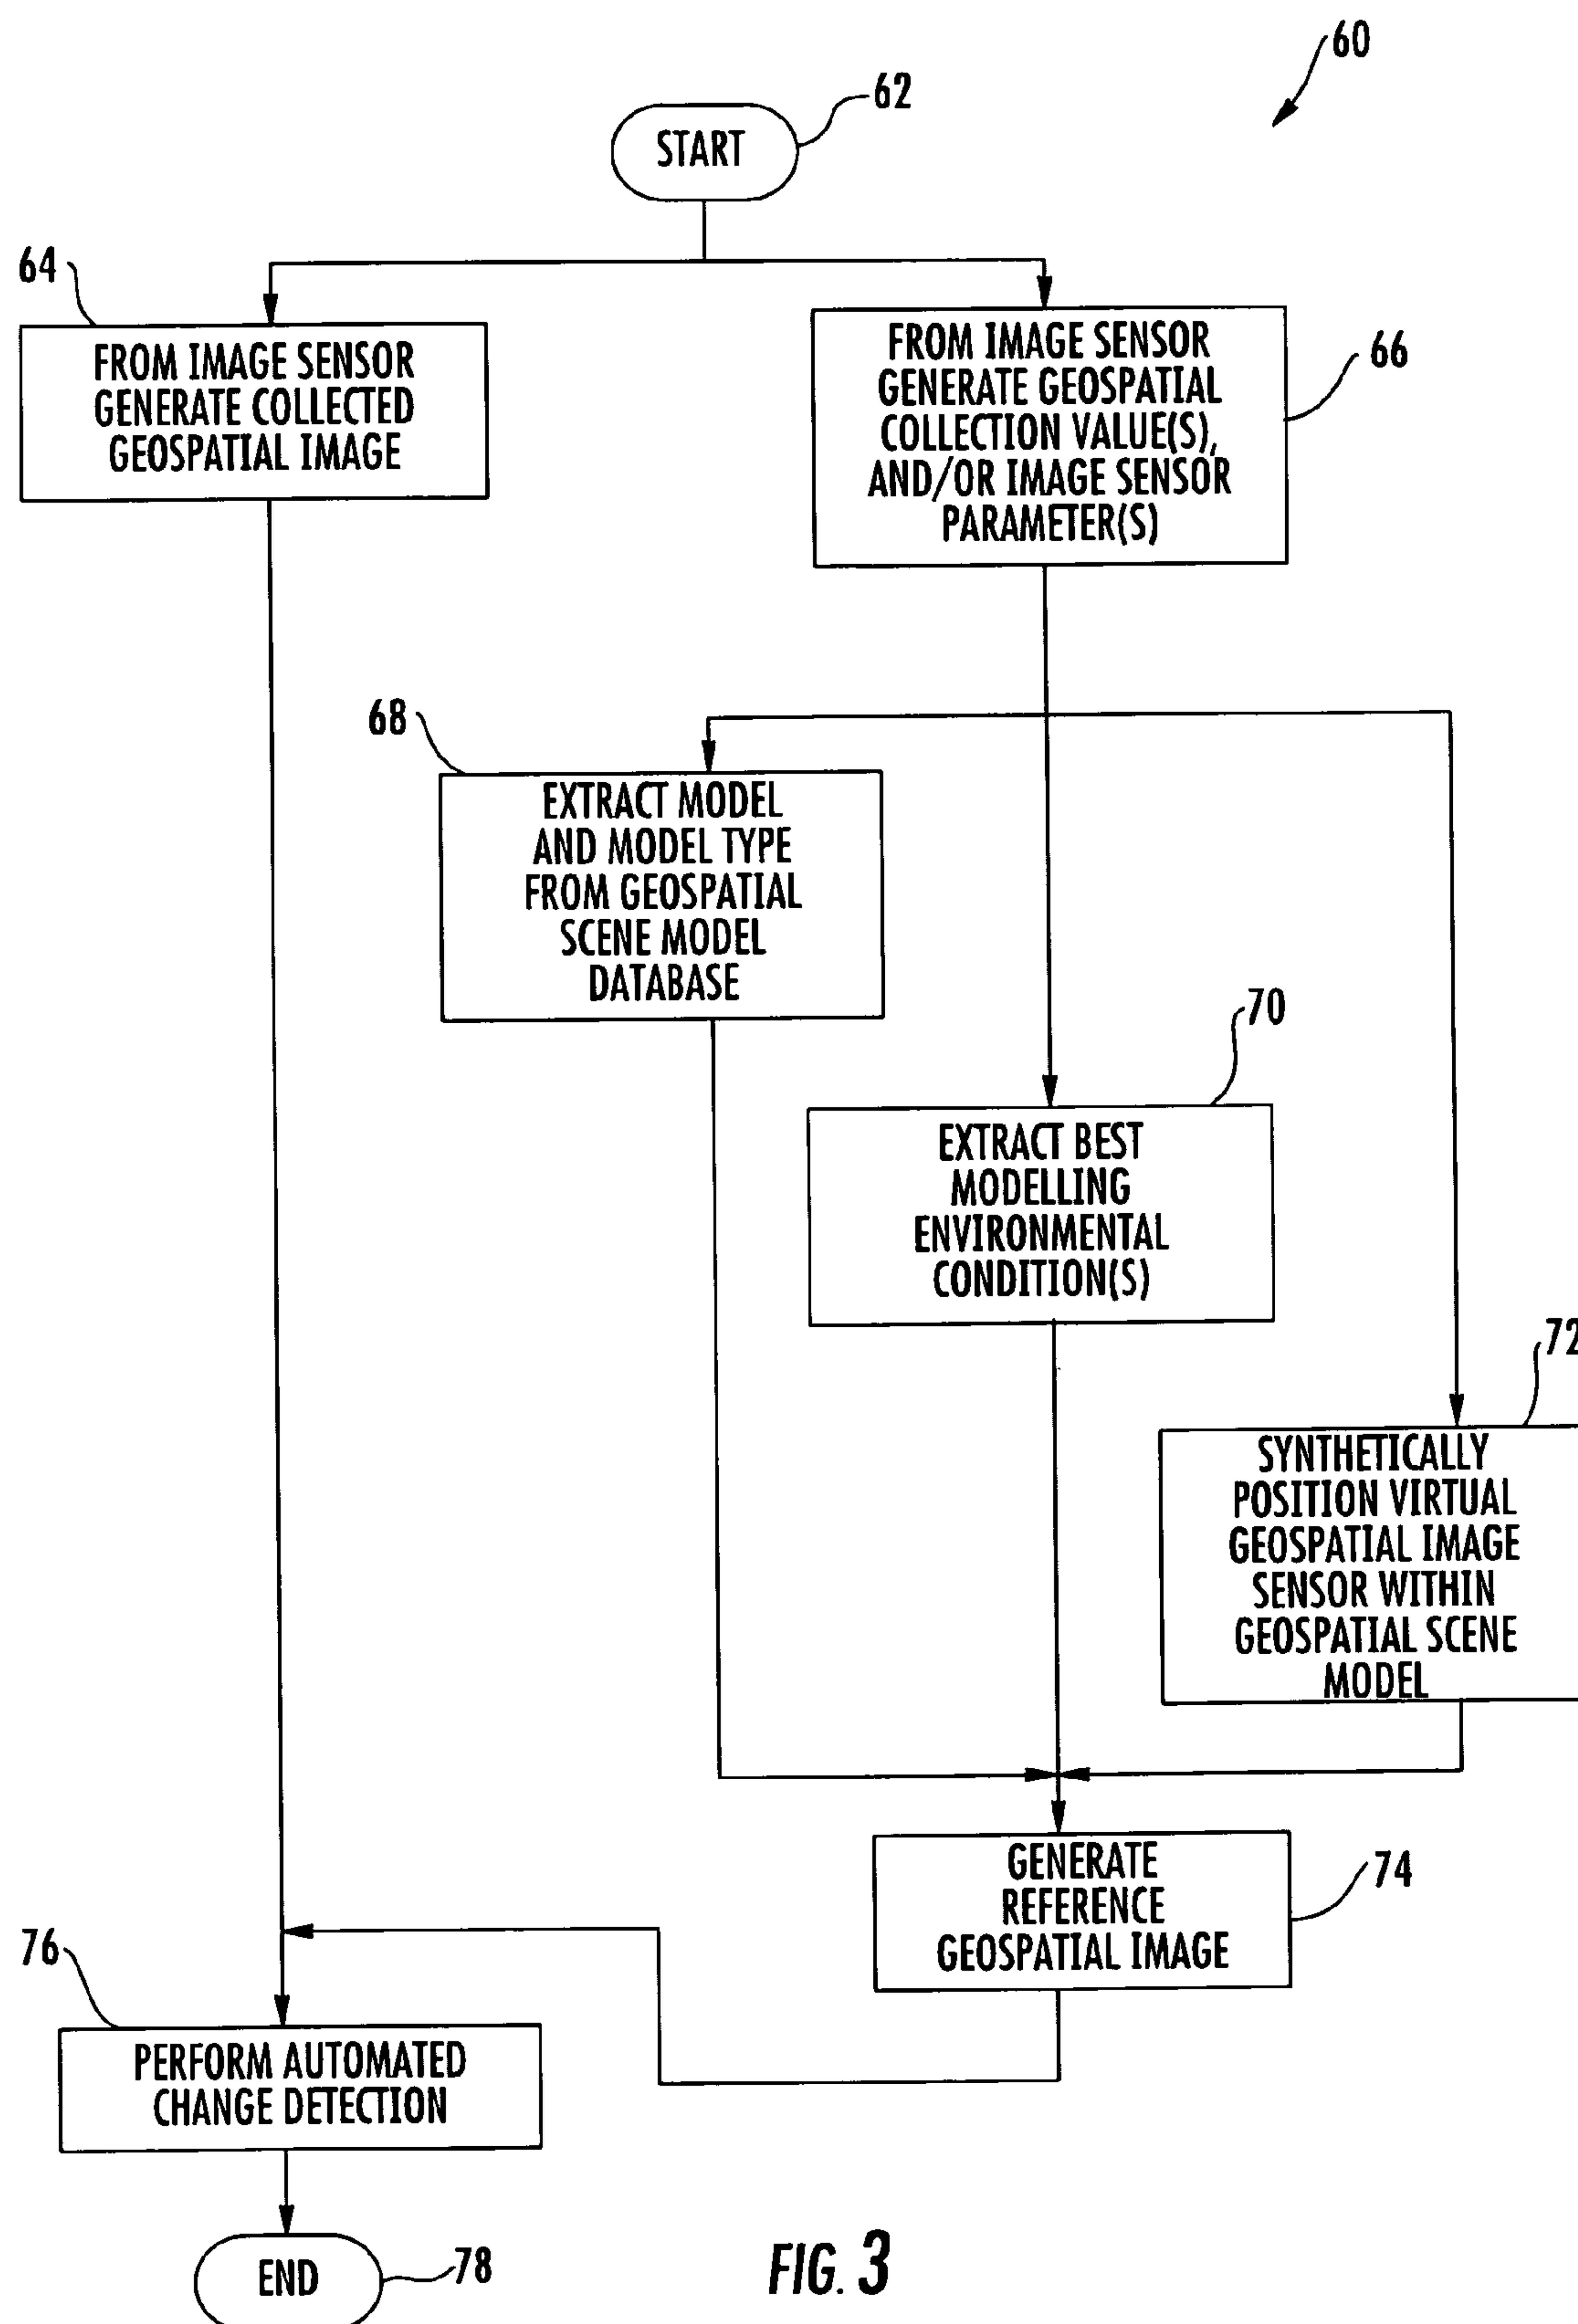 60
62
START
64
FROM IMAGE SENSOR
GENERATE COLLECTED
GEOSPATIAL IMAGE
66
FROM IMAGE SENSOR
GENERATE GEOSPATIAL
COLLECTION VALUE(S),
AND/OR IMAGE SENSOR
PARAMETER(S)
68
EXTRACT MODEL
AND MODEL TYPE
FROM GEOSPATIAL
SCENE MODEL
DATABASE
70
EXTRACT BEST
MODELLING
ENVIRONMENTAL
CONDITION(S)
72
SYNTHETICALLY
POSITION VIRTUAL
GEOSPATIAL IMAGE
SENSOR WITHIN
GEOSPATIAL SCENE
MODEL
74
GENERATE
REFERENCE
GEOSPATIAL IMAGE
76
PERFORM AUTOMATED
CHANGE DETECTION
78
END
FIG. 3